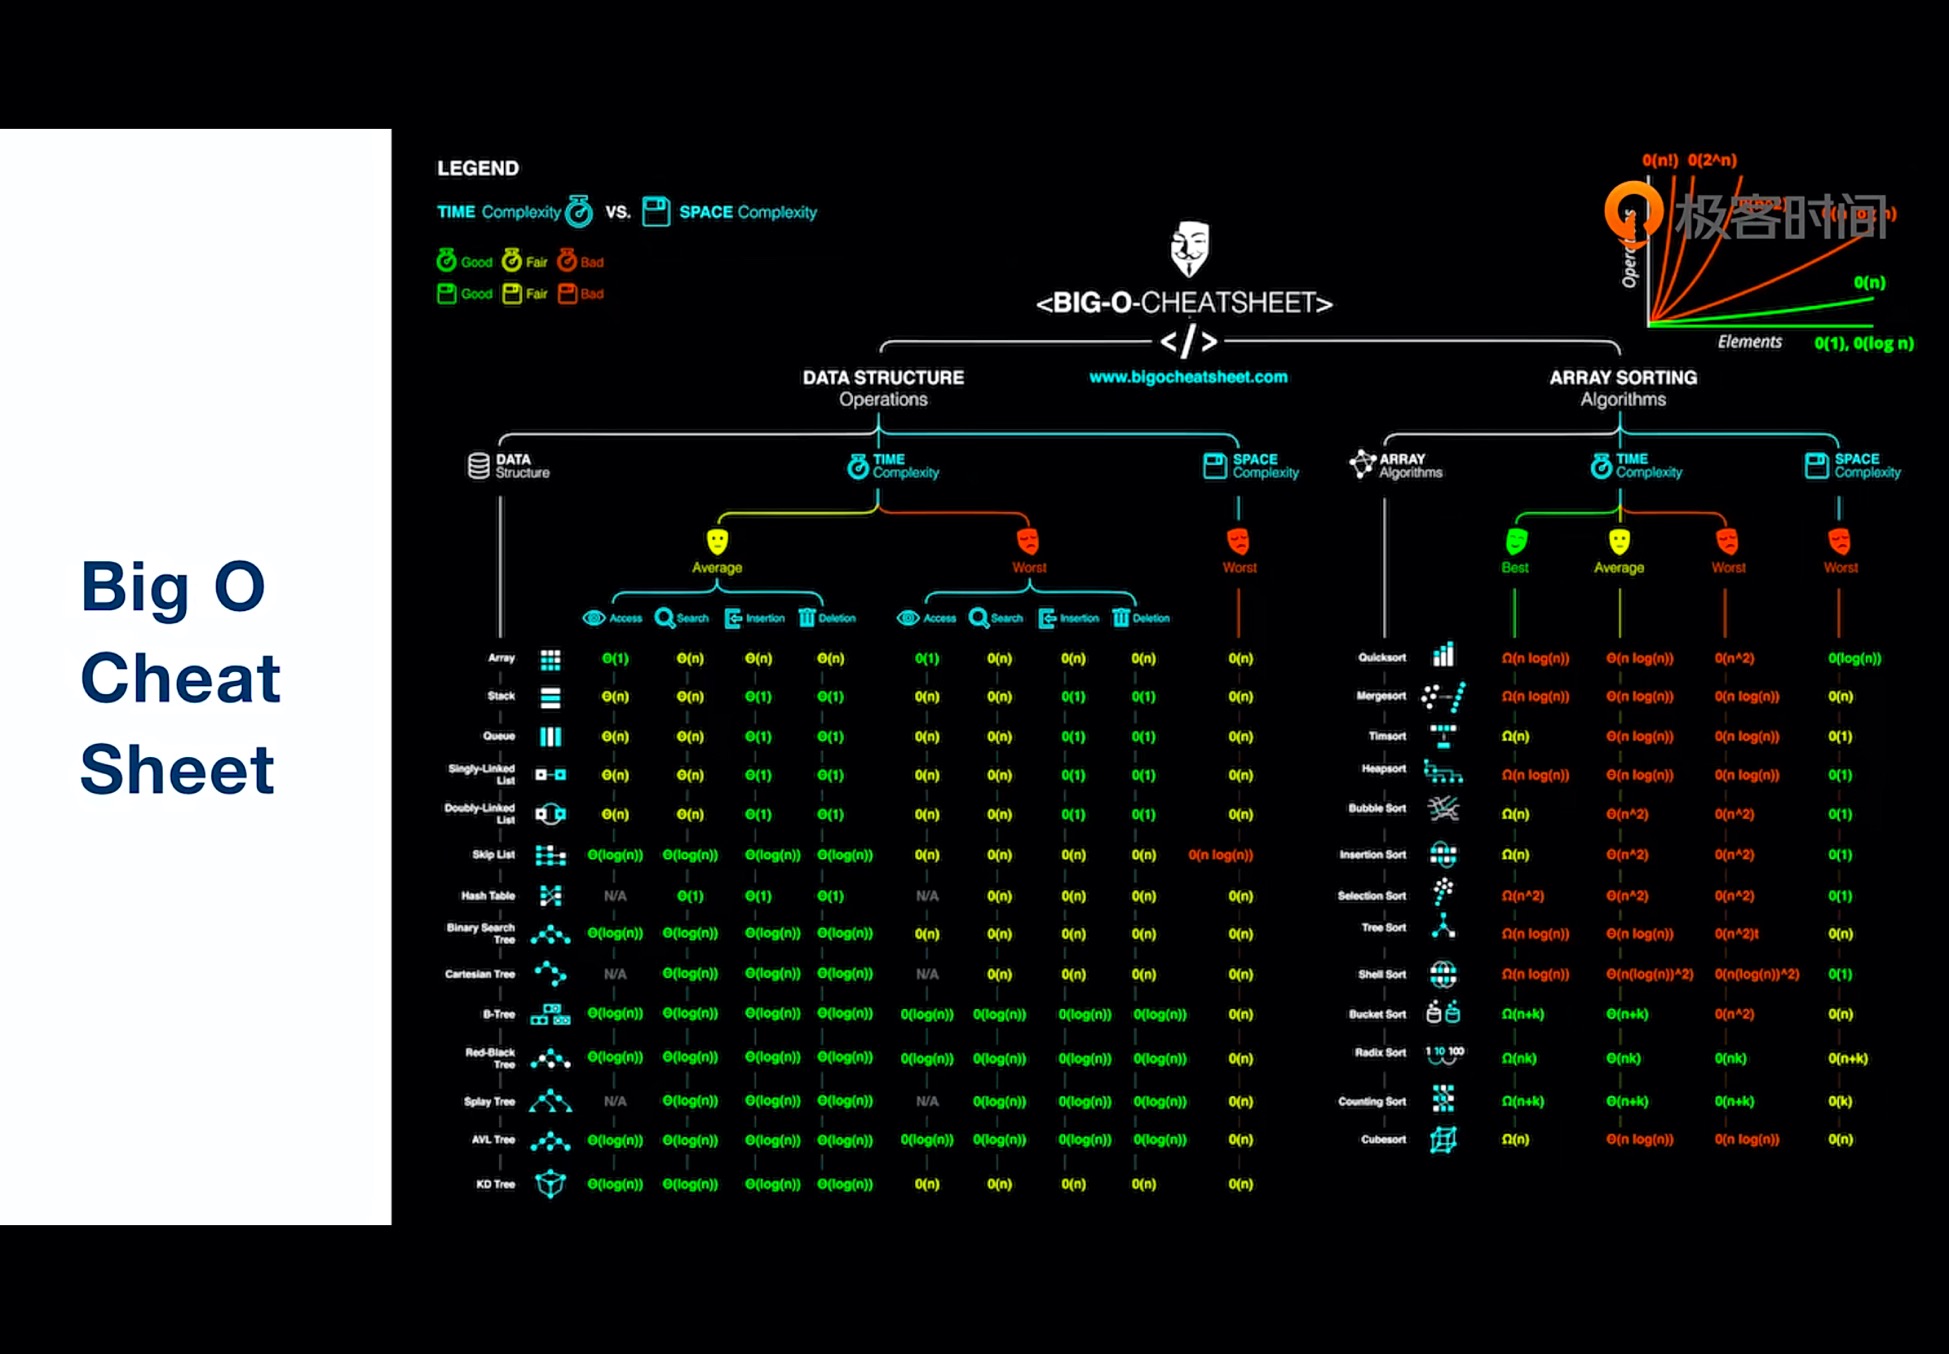 Big O
Cheat
Sheet
LEGEND
TIME Complexity VS. SPACE Complexity
Good Fair Bad
Good Fair Bad
<BIG-O-CHEATSHEET>
</>
www.bigocheatsheet.com
O(n!) O(2^n)
极客时间
O(n)
Elements
O(1), O(log n)
DATA STRUCTURE
Operations
ARRAY SORTING
Algorithms
DATA
Structure
TIME
Complexity
SPACE
Complexity
ARRAY
Algorithms
TIME
Complexity
SPACE
Complexity
Average Worst Worst
Best Average Worst Worst
Access Search Insertion Deletion Access Search Insertion Deletion
Array Θ(1) Θ(n) Θ(n) Θ(n) O(1) O(n) O(n) O(n) O(n)
Stack Θ(n) Θ(n) Θ(1) Θ(1) O(n) O(n) O(1) O(1) O(n)
Queue Θ(n) Θ(n) Θ(1) Θ(1) O(n) O(n) O(1) O(1) O(n)
Singly-Linked
List Θ(n) Θ(n) Θ(1) Θ(1) O(n) O(n) O(1) O(1) O(n)
Doubly-Linked
List Θ(n) Θ(n) Θ(1) Θ(1) O(n) O(n) O(1) O(1) O(n)
Skip List Θ(log(n)) Θ(log(n)) Θ(log(n)) Θ(log(n)) O(n) O(n) O(n) O(n) O(n log(n))
Hash Table N/A Θ(1) Θ(1) Θ(1) N/A O(n) O(n) O(n) O(n)
Binary Search
Tree Θ(log(n)) Θ(log(n)) Θ(log(n)) Θ(log(n)) O(n) O(n) O(n) O(n) O(n)
Cartesian Tree N/A Θ(log(n)) Θ(log(n)) Θ(log(n)) N/A O(n) O(n) O(n) O(n)
B-Tree Θ(log(n)) Θ(log(n)) Θ(log(n)) Θ(log(n)) O(log(n)) O(log(n)) O(log(n)) O(log(n)) O(n)
Red-Black
Tree Θ(log(n)) Θ(log(n)) Θ(log(n)) Θ(log(n)) O(log(n)) O(log(n)) O(log(n)) O(log(n)) O(n)
Splay Tree N/A Θ(log(n)) Θ(log(n)) Θ(log(n)) N/A O(log(n)) O(log(n)) O(log(n)) O(n)
AVL Tree Θ(log(n)) Θ(log(n)) Θ(log(n)) Θ(log(n)) O(log(n)) O(log(n)) O(log(n)) O(log(n)) O(n)
KD Tree Θ(log(n)) Θ(log(n)) Θ(log(n)) Θ(log(n)) O(n) O(n) O(n) O(n) O(n)
Quicksort Ω(n log(n)) Θ(n log(n)) O(n^2) O(log(n))
Mergesort Ω(n log(n)) Θ(n log(n)) O(n log(n)) O(n)
Timsort Ω(n) Θ(n log(n)) O(n log(n)) O(1)
Heapsort Ω(n log(n)) Θ(n log(n)) O(n log(n)) O(1)
Bubble Sort Ω(n) Θ(n^2) O(n^2) O(1)
Insertion Sort Ω(n) Θ(n^2) O(n^2) O(1)
Selection Sort Ω(n^2) Θ(n^2) O(n^2) O(1)
Tree Sort Ω(n log(n)) Θ(n log(n)) O(n^2)t O(n)
Shell Sort Ω(n log(n)) Θ(n(log(n))^2) O(n(log(n))^2) O(1)
Bucket Sort Ω(n+k) Θ(n+k) O(n^2) O(n)
Radix Sort 1 10 100 Ω(nk) Θ(nk) O(nk) O(n+k)
Counting Sort Ω(n+k) Θ(n+k) O(n+k) O(k)
Cubesort Ω(n) Θ(n log(n)) O(n log(n)) O(n)